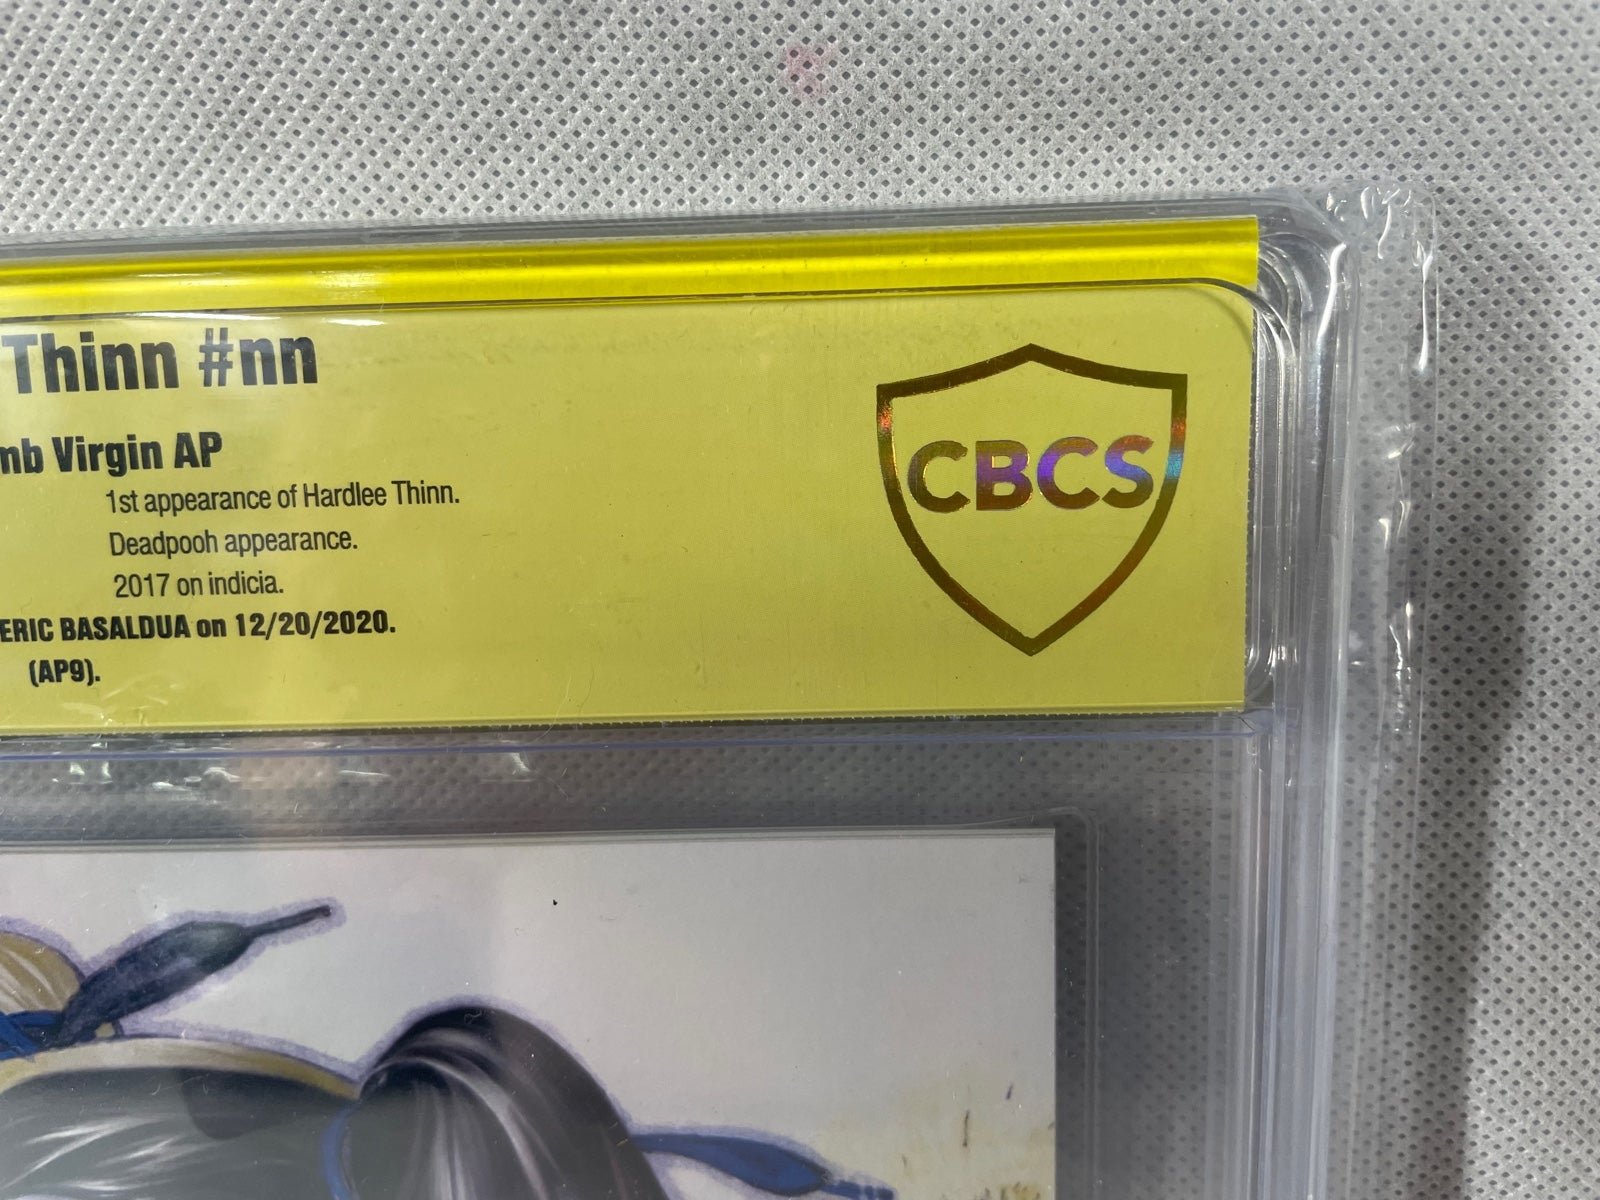 Thinn #nn
mb Virgin AP
1st appearance of Hardlee Thinn.
Deadpooh appearance.
2017 on indicia.
ERIC BASALDUA on 12/20/2020.
(AP9).
CBCS